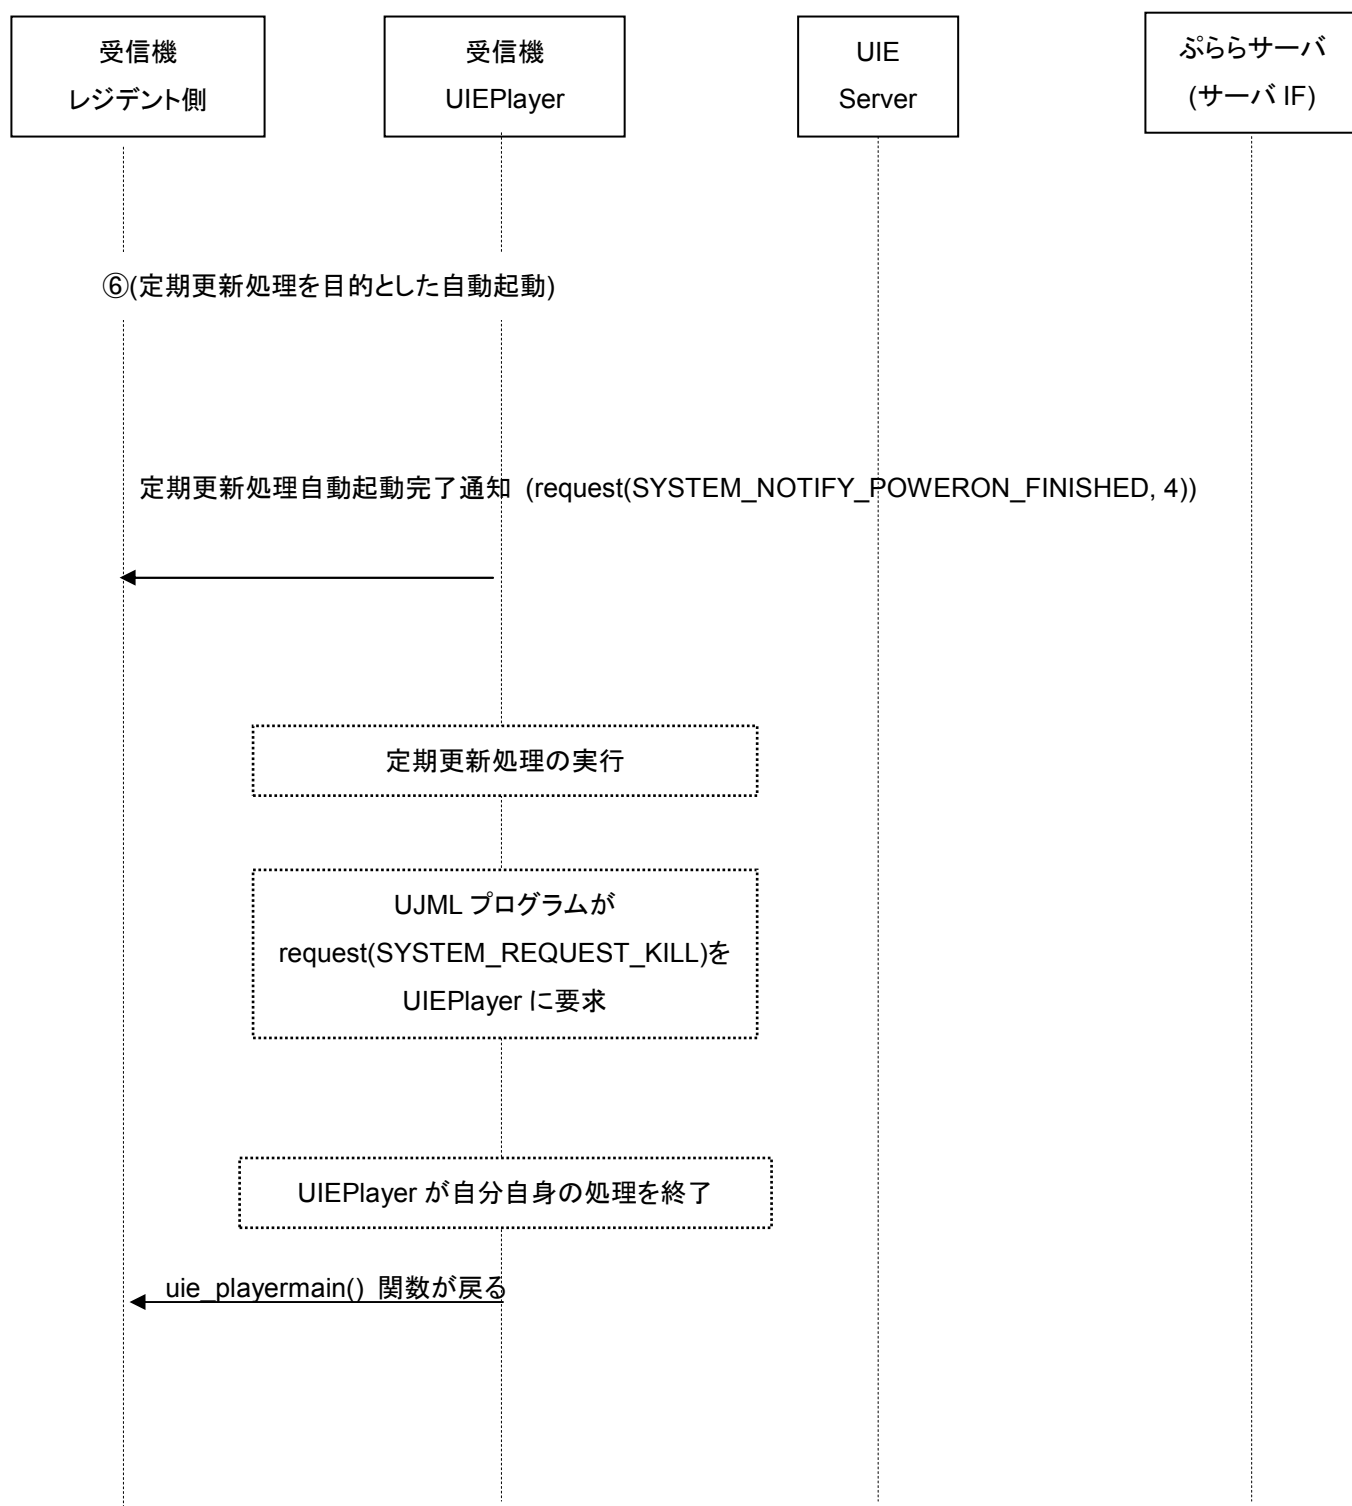 受信機
レジデント側
受信機
UIEPlayer
UIE
Server
ぷららサーバ
(サーバ IF)
⑥(定期更新処理を目的とした自動起動)
定期更新処理自動起動完了通知 (request(SYSTEM_NOTIFY_POWERON_FINISHED, 4))
定期更新処理の実行
UJML プログラムが
request(SYSTEM_REQUEST_KILL)を
UIEPlayer に要求
UIEPlayer が自分自身の処理を終了
uie_playermain() 関数が戻る